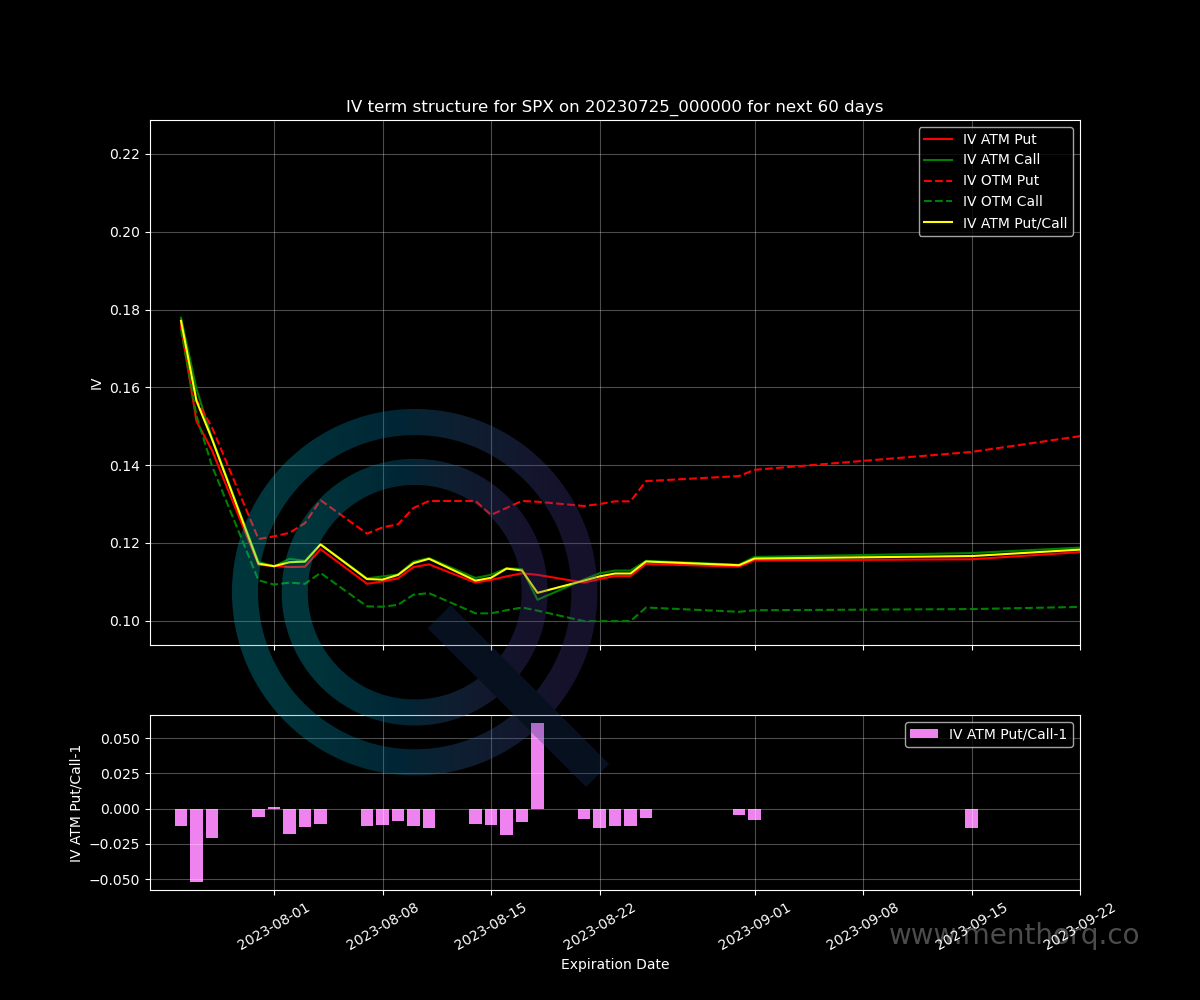 IV term structure for SPX on 20230725_000000 for next 60 days
IV ATM Put
IV ATM Call
IV OTM Put
IV OTM Call
IV ATM Put/Call
0.22
0.20
0.18
0.16
0.14
0.12
0.10
IV
IV ATM Put/Call-1
0.050
0.025
0.000
−0.025
−0.050
IV ATM Put/Call-1
2023-08-01
2023-08-08
2023-08-15
2023-08-22
2023-09-01
2023-09-08
2023-09-15
2023-09-22
www.menthorq.co
Expiration Date